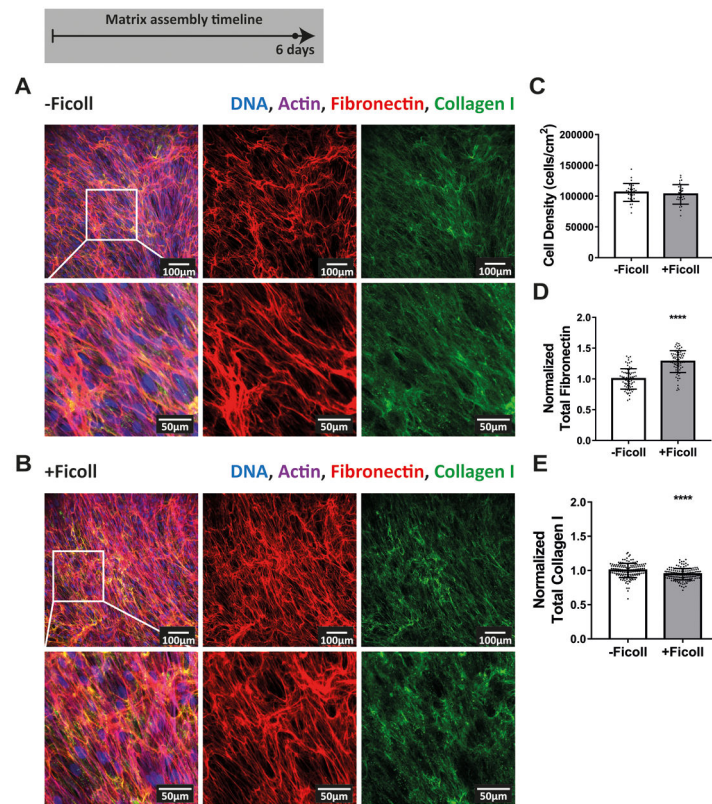 Matrix assembly timeline
6 days
A
-Ficoll
DNA, Actin, Fibronectin, Collagen I
100μm
100μm
100μm
50μm
50μm
50μm
B
+Ficoll
DNA, Actin, Fibronectin, Collagen I
100μm
100μm
100μm
50μm
50μm
50μm
C
Cell Density (cells/cm²)
200000
150000
100000
50000
0
-Ficoll
+Ficoll
D
Normalized
Total Fibronectin
2.0
1.5
1.0
0.5
0.0
****
-Ficoll
+Ficoll
E
Normalized
Total Collagen I
2.0
1.5
1.0
0.5
0.0
****
-Ficoll
+Ficoll